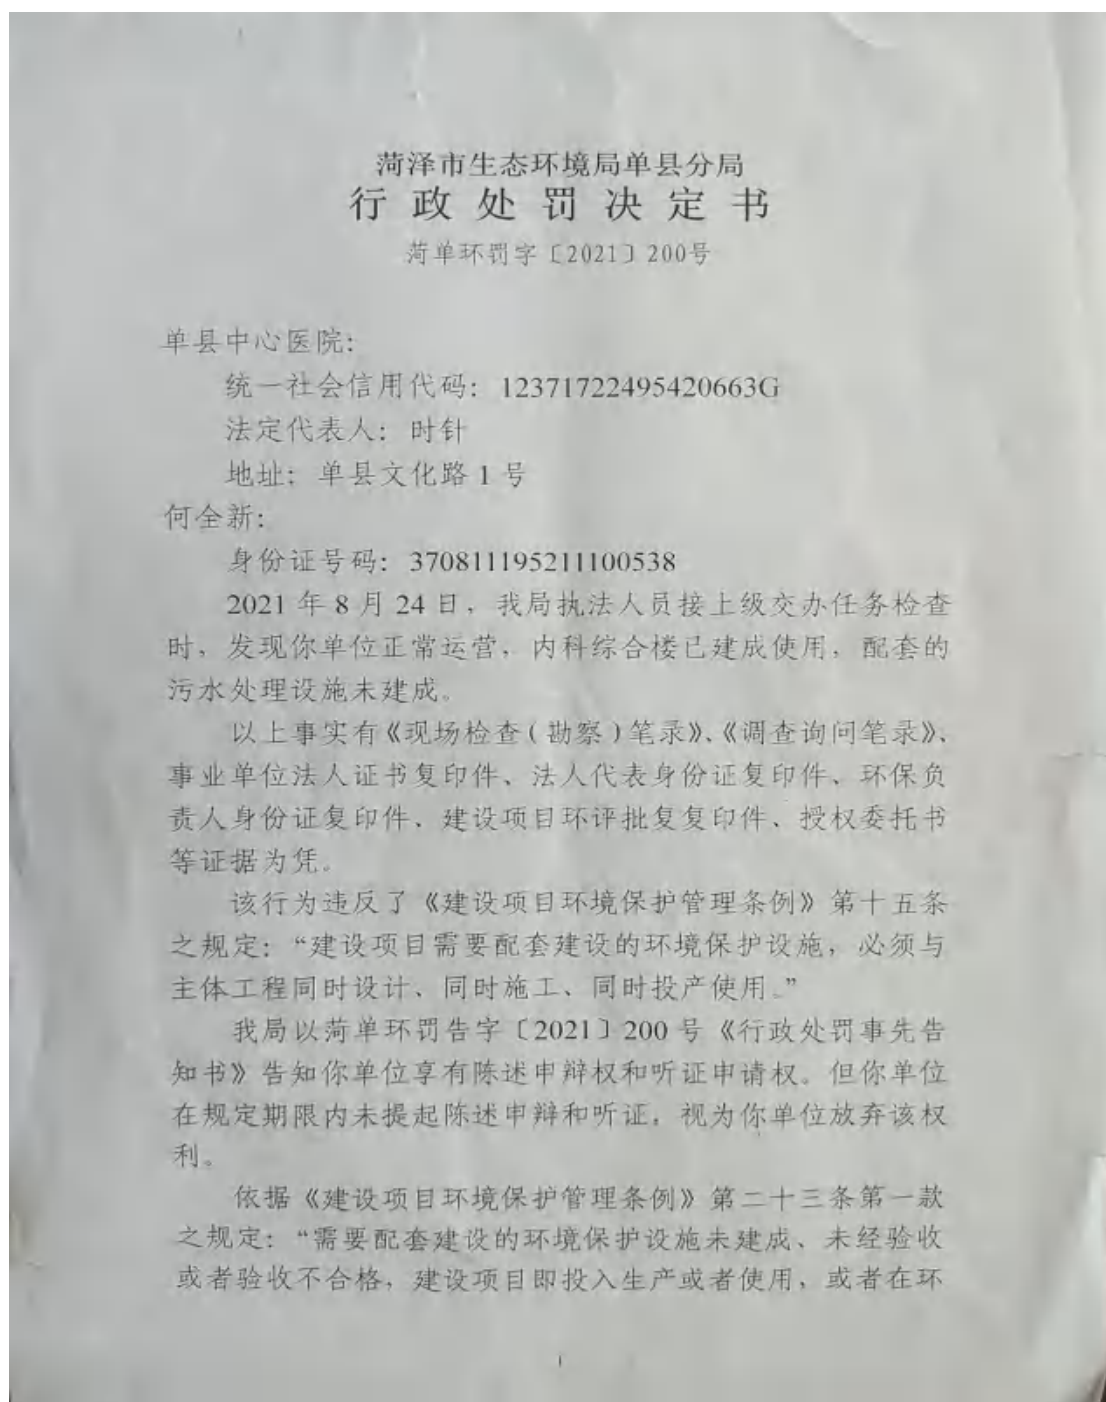 菏泽市生态环境局单县分局
行政处罚决定书
菏单环罚字〔2021〕200号
单县中心医院：
统一社会信用代码：12371722495420663G
法定代表人：时针
地址：单县文化路 1 号
何全新：
身份证号码：370811195211100538
2021 年 8 月 24 日，我局执法人员接上级交办任务检查
时，发现你单位正常运营，内科综合楼已建成使用，配套的
污水处理设施未建成。
以上事实有《现场检查（勘察）笔录》、《调查询问笔录》、
事业单位法人证书复印件、法人代表身份证复印件、环保负
责人身份证复印件、建设项目环评批复复印件、授权委托书
等证据为凭。
该行为违反了《建设项目环境保护管理条例》第十五条
之规定：“建设项目需要配套建设的环境保护设施，必须与
主体工程同时设计、同时施工、同时投产使用。”
我局以菏单环罚告字〔2021〕200 号《行政处罚事先告
知书》告知你单位享有陈述申辩权和听证申请权。但你单位
在规定期限内未提起陈述申辩和听证，视为你单位放弃该权
利。
依据《建设项目环境保护管理条例》第二十三条第一款
之规定：“需要配套建设的环境保护设施未建成、未经验收
或者验收不合格，建设项目即投入生产或者使用，或者在环
1